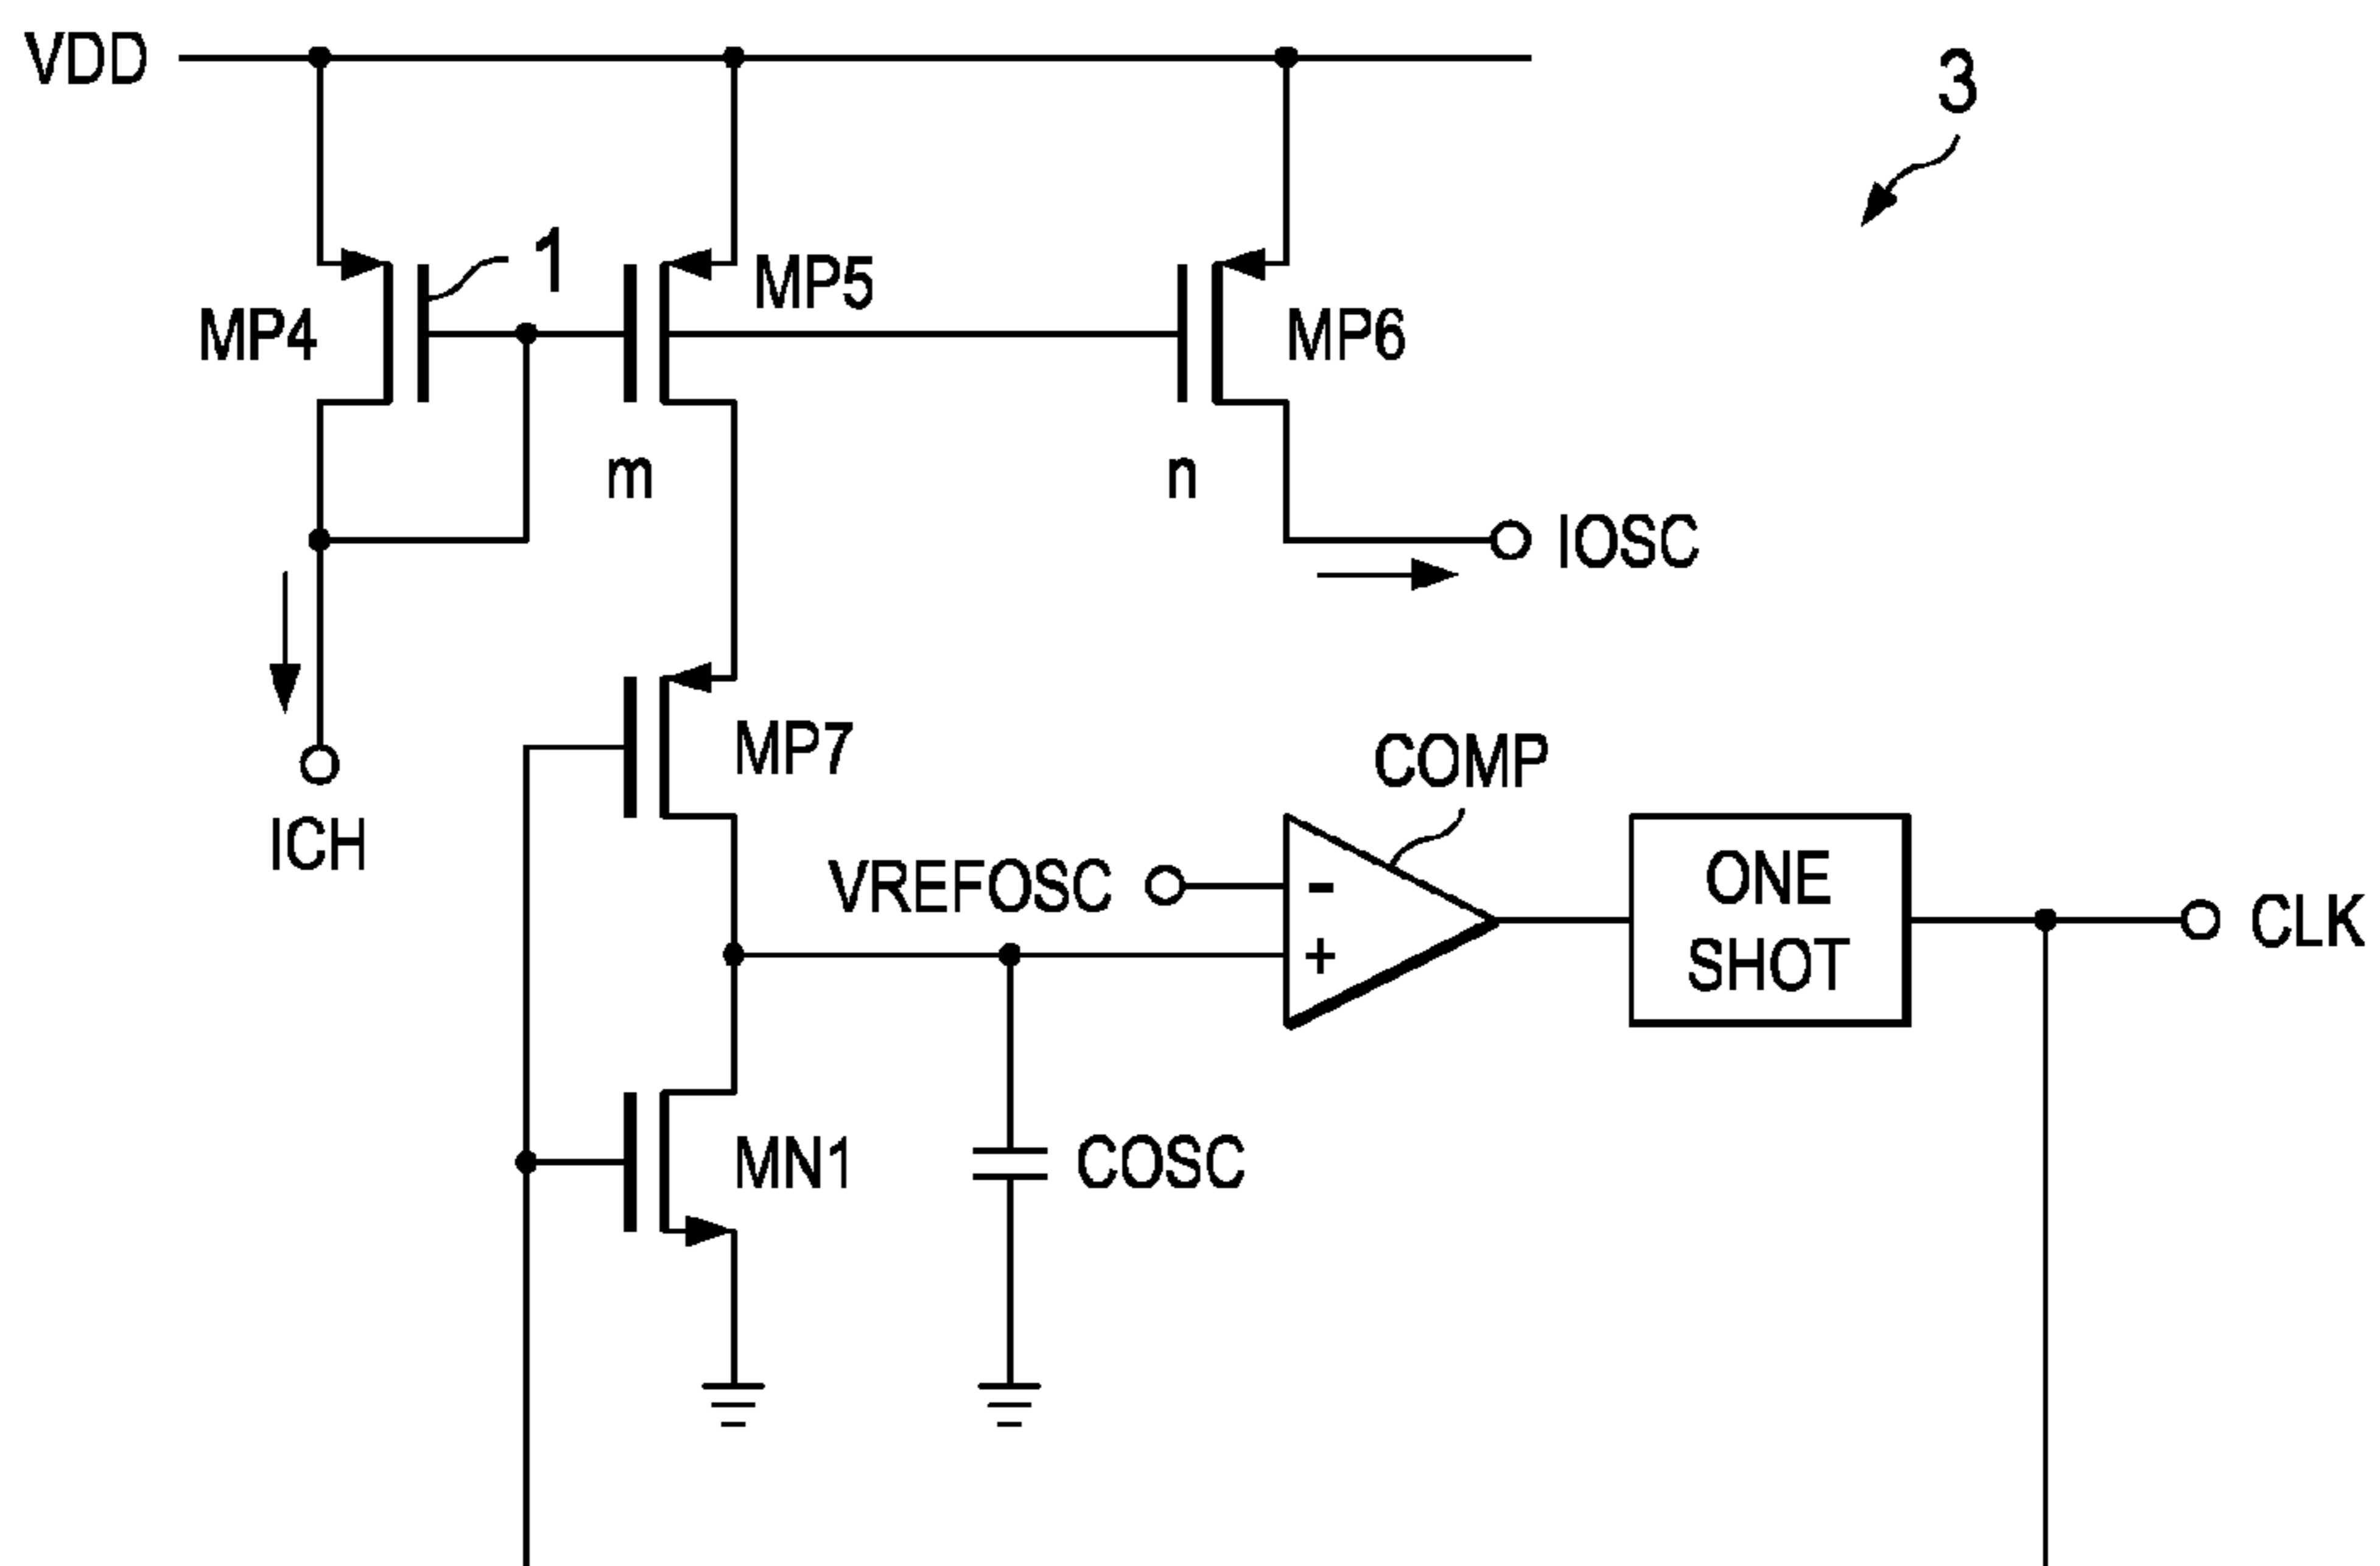 VDD
3
1
MP5
MP4
MP6
m
n
IOSC
MP7
COMP
ICH
VREFOSC
-
+
ONE
SHOT
CLK
MN1
COSC